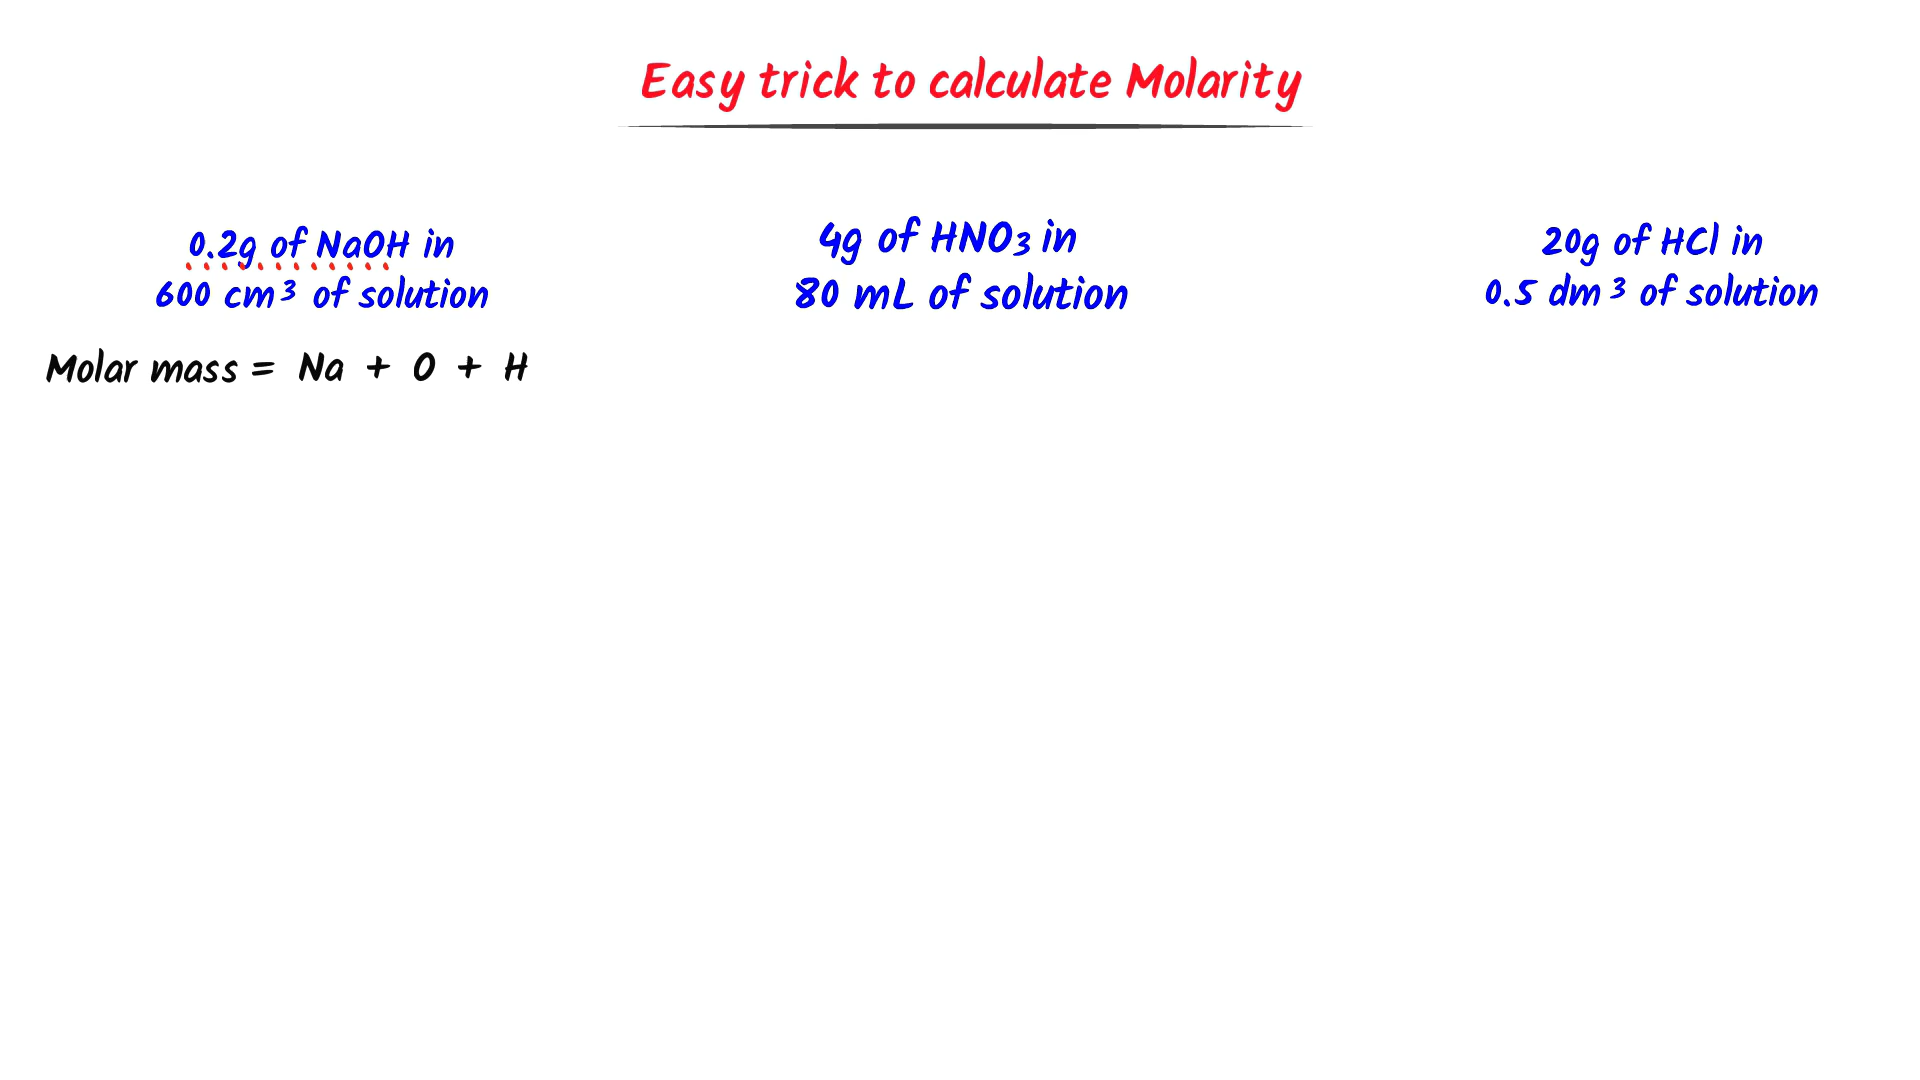 Easy trick to calculate Molarity
0.2g of NaOH in
600 cm³ of solution
Molar mass = Na + O + H
4g of HNO₃ in
80 mL of solution
20g of HCl in
0.5 dm³ of solution